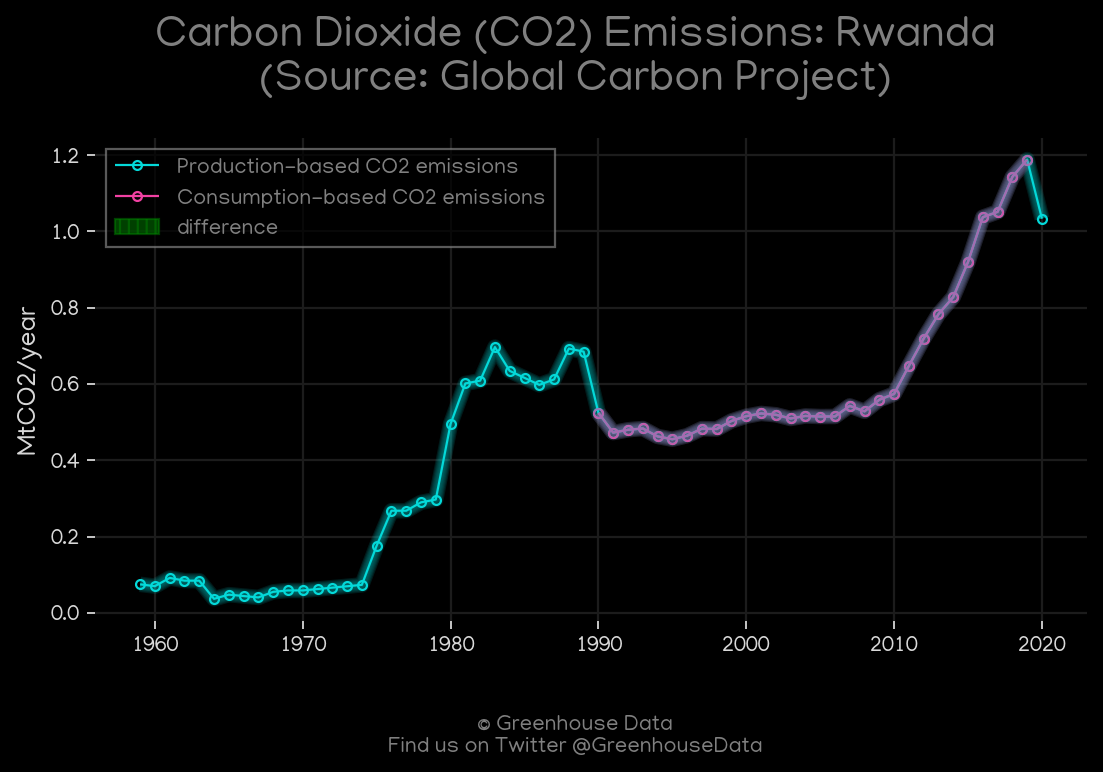 Carbon Dioxide (CO2) Emissions: Rwanda
(Source: Global Carbon Project)
Production-based CO2 emissions
Consumption-based CO2 emissions
difference
MtCO2/year
1.2
1.0
0.8
0.6
0.4
0.2
0.0
1960 1970 1980 1990 2000 2010 2020
© Greenhouse Data
Find us on Twitter @GreenhouseData